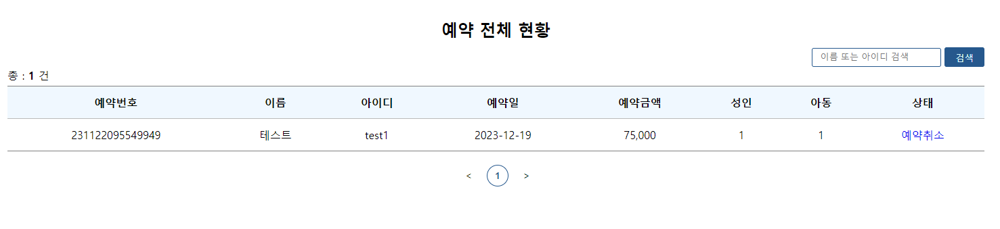 예약 전체 현황
이름 또는 아이디 검색 검색
총 : 1 건
예약번호 이름 아이디 예약일 예약금액 성인 아동 상태
231122095549949 테스트 test1 2023-12-19 75,000 1 1 예약취소
< 1 >